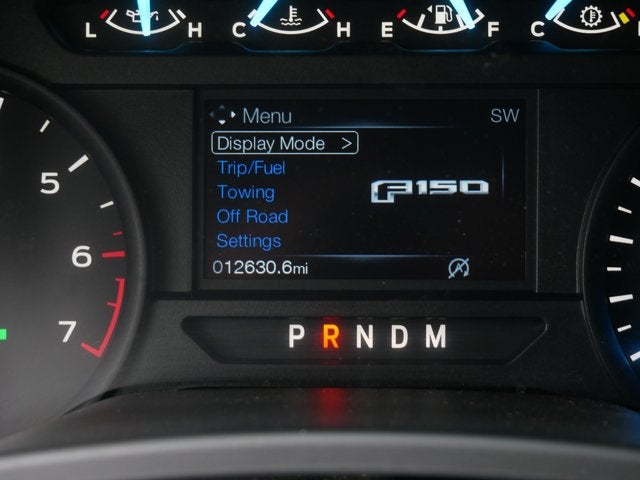 L H C H E F C
Menu SW
Display Mode >
Trip/Fuel
Towing
Off Road
Settings
F150
012630.6mi
5
6
7
P R N D M